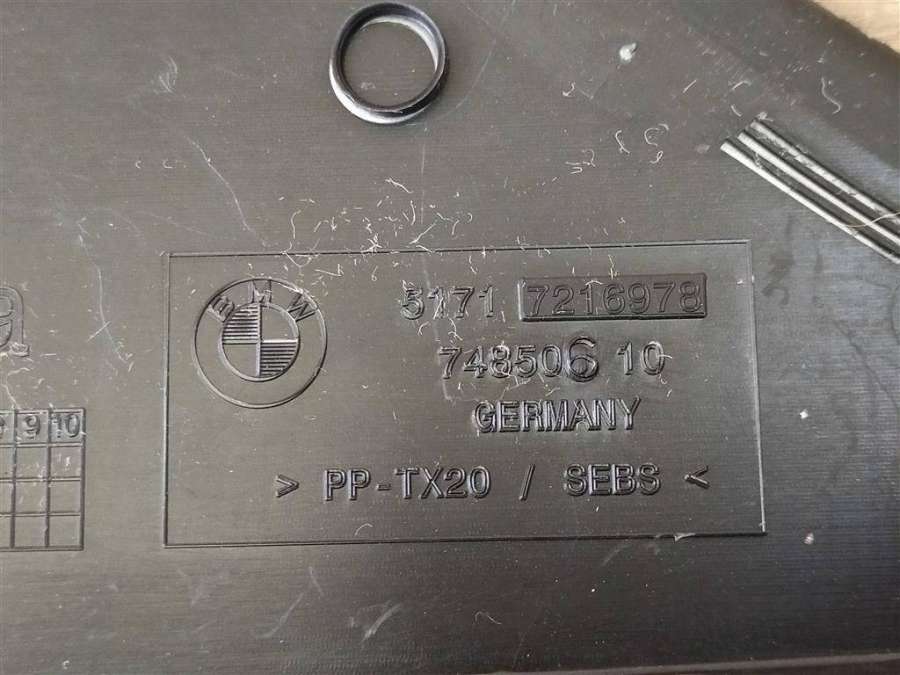 BMW
5171 7216978
748506 10
GERMANY
> PP-TX20 / SEBS <
9 10